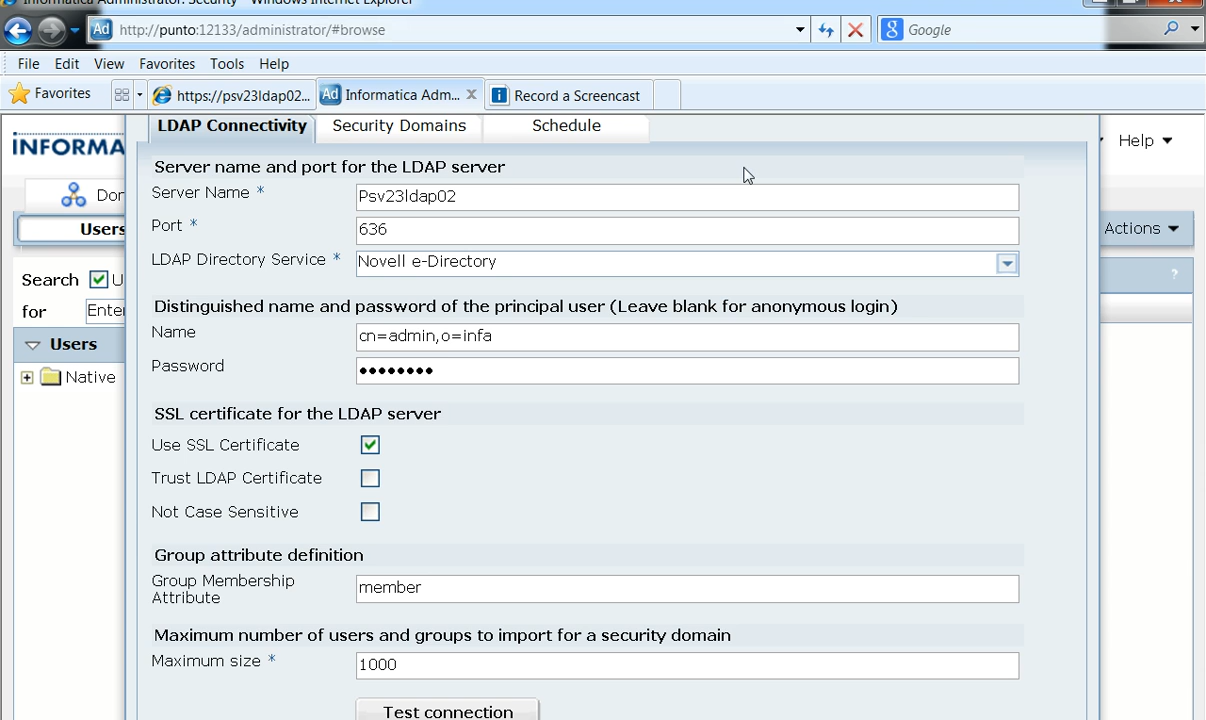 Informatica Administrator: Security - Windows Internet Explorer
Ad http://punto:12133/administrator/#browse
Google
File Edit View Favorites Tools Help
Favorites
https://psv23ldap02...
Ad Informatica Adm...
Record a Screencast
INFORMA
LDAP Connectivity Security Domains Schedule
Help
Don
Users
Actions
Search U
for Enter
?
Users
Native
Server name and port for the LDAP server
Server Name * Psv23ldap02
Port * 636
LDAP Directory Service * Novell e-Directory
Distinguished name and password of the principal user (Leave blank for anonymous login)
Name cn=admin,o=infa
Password ••••••••
SSL certificate for the LDAP server
Use SSL Certificate
Trust LDAP Certificate
Not Case Sensitive
Group attribute definition
Group Membership
Attribute
member
Maximum number of users and groups to import for a security domain
Maximum size * 1000
Test connection